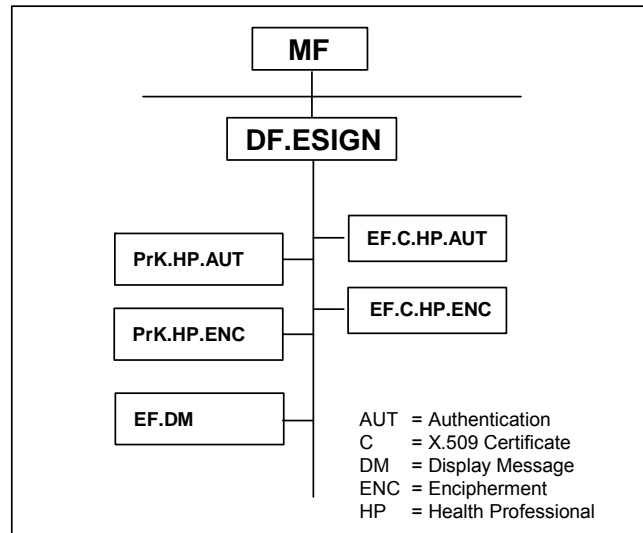 MF
DF.ESIGN
EF.C.HP.AUT
PrK.HP.AUT
EF.C.HP.ENC
PrK.HP.ENC
EF.DM
AUT = Authentication
C = X.509 Certificate
DM = Display Message
ENC = Encipherment
HP = Health Professional